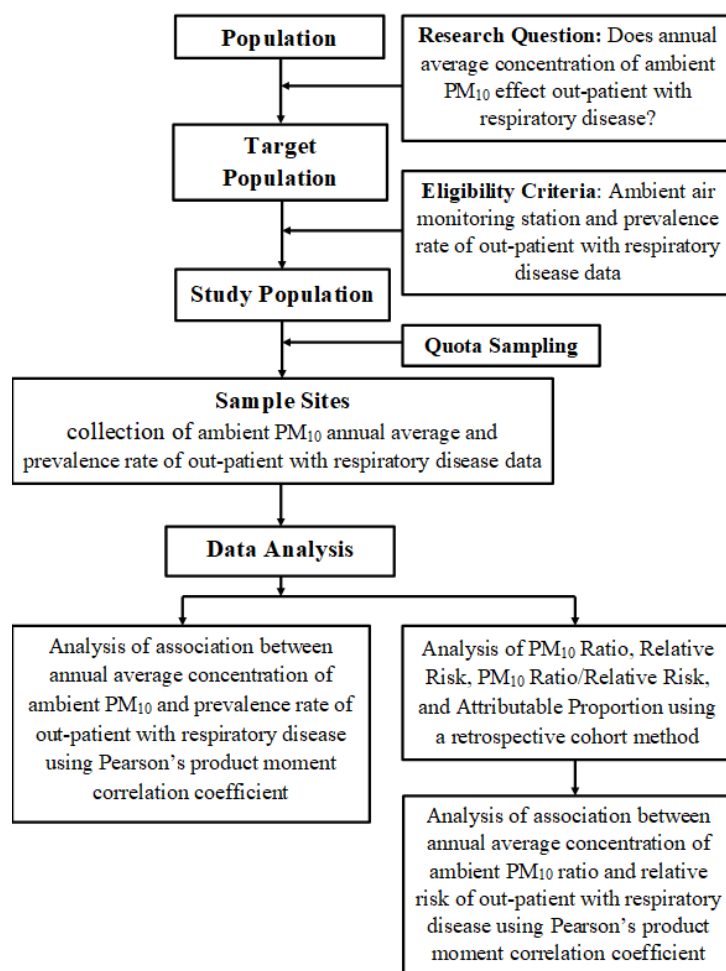 Population
Research Question: Does annual
average concentration of ambient
PM₁₀ effect out-patient with
respiratory disease?
Target
Population
Eligibility Criteria: Ambient air
monitoring station and prevalence
rate of out-patient with respiratory
disease data
Study Population
Quota Sampling
Sample Sites
collection of ambient PM₁₀ annual average and
prevalence rate of out-patient with respiratory disease data
Data Analysis
Analysis of association between
annual average concentration of
ambient PM₁₀ and prevalence rate of
out-patient with respiratory disease
using Pearson's product moment
correlation coefficient
Analysis of PM₁₀ Ratio, Relative
Risk, PM₁₀ Ratio/Relative Risk,
and Attributable Proportion using
a retrospective cohort method
Analysis of association between
annual average concentration of
ambient PM₁₀ ratio and relative
risk of out-patient with respiratory
disease using Pearson's product
moment correlation coefficient